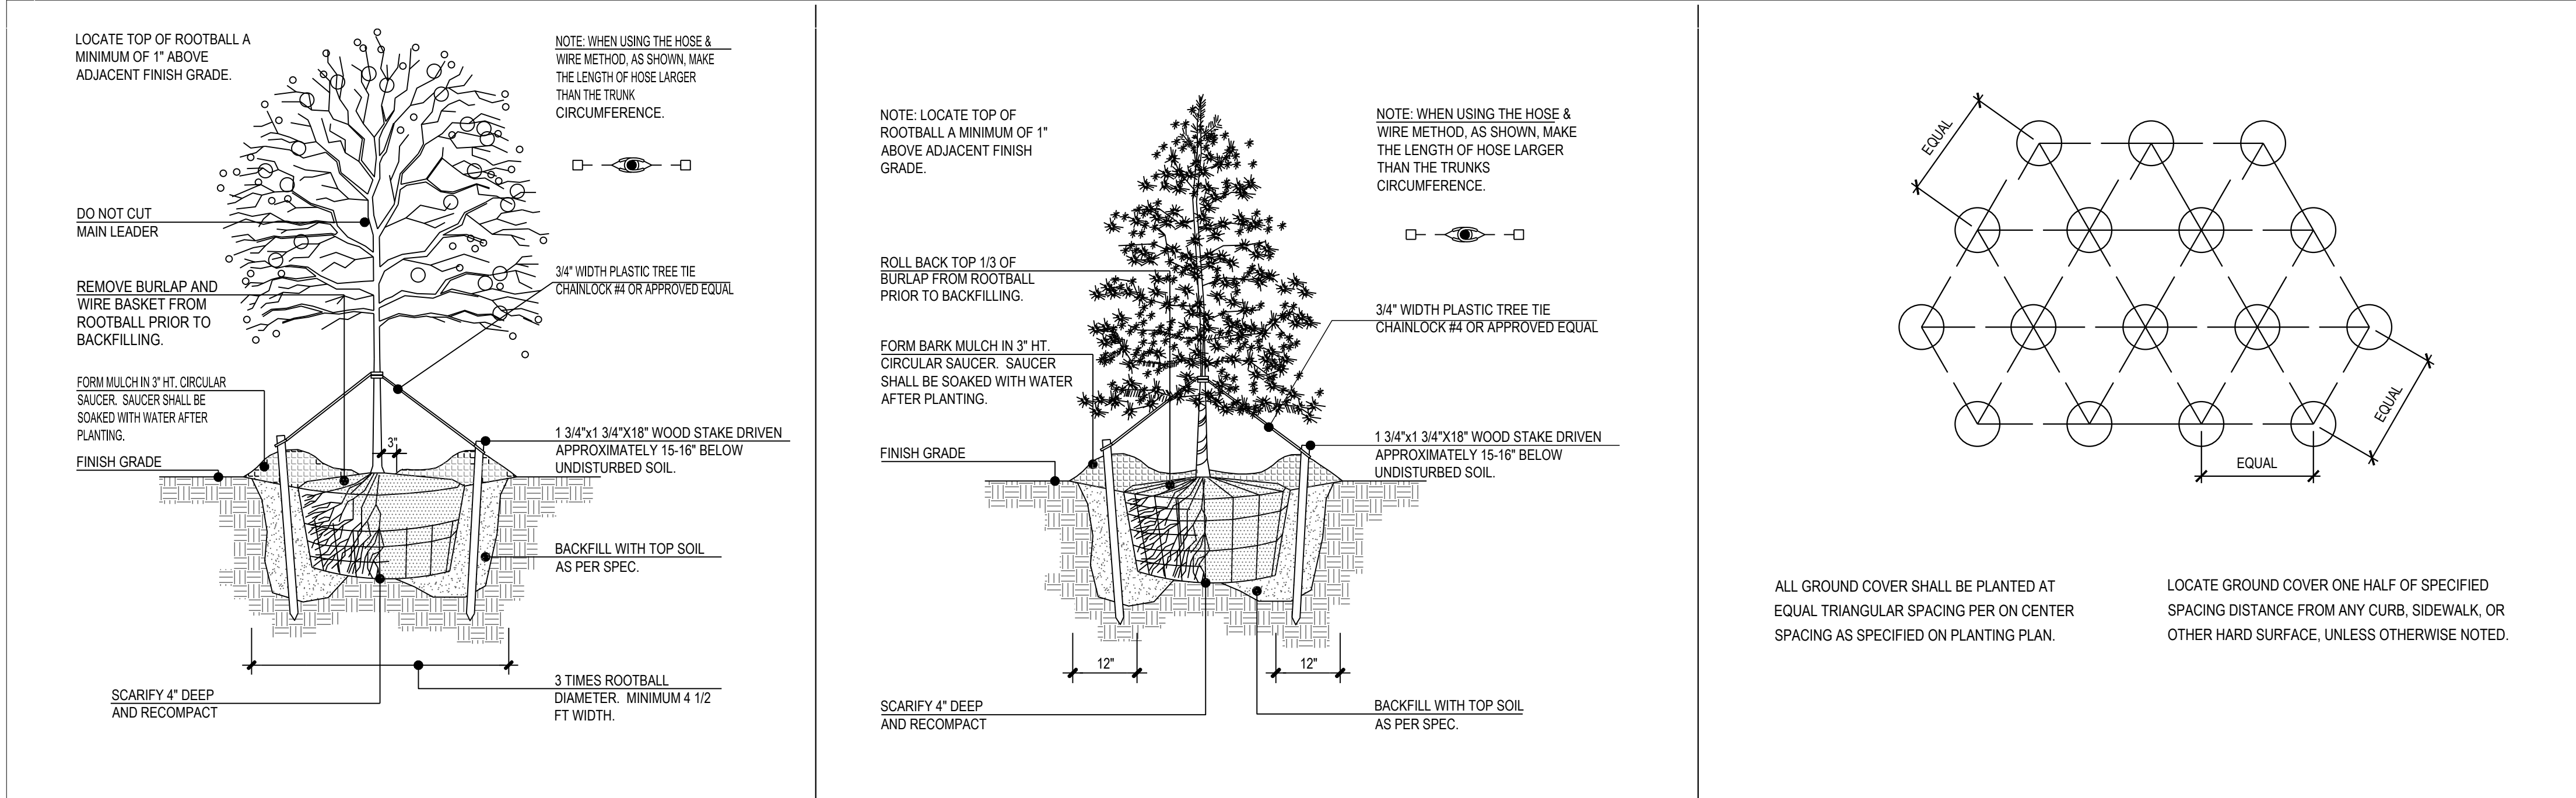 LOCATE TOP OF ROOTBALL A
MINIMUM OF 1" ABOVE
ADJACENT FINISH GRADE.
NOTE: WHEN USING THE HOSE &
WIRE METHOD, AS SHOWN, MAKE
THE LENGTH OF HOSE LARGER
THAN THE TRUNK
CIRCUMFERENCE.
DO NOT CUT
MAIN LEADER
REMOVE BURLAP AND
WIRE BASKET FROM
ROOTBALL PRIOR TO
BACKFILLING.
3/4" WIDTH PLASTIC TREE TIE
CHAINLOCK #4 OR APPROVED EQUAL
FORM MULCH IN 3" HT. CIRCULAR
SAUCER. SAUCER SHALL BE
SOAKED WITH WATER AFTER
PLANTING.
3"
1 3/4"x1 3/4"X18" WOOD STAKE DRIVEN
APPROXIMATELY 15-16" BELOW
UNDISTURBED SOIL.
FINISH GRADE
BACKFILL WITH TOP SOIL
AS PER SPEC.
3 TIMES ROOTBALL
DIAMETER. MINIMUM 4 1/2
FT WIDTH.
SCARIFY 4" DEEP
AND RECOMPACT
NOTE: LOCATE TOP OF
ROOTBALL A MINIMUM OF 1"
ABOVE ADJACENT FINISH
GRADE.
NOTE: WHEN USING THE HOSE &
WIRE METHOD, AS SHOWN, MAKE
THE LENGTH OF HOSE LARGER
THAN THE TRUNKS
CIRCUMFERENCE.
ROLL BACK TOP 1/3 OF
BURLAP FROM ROOTBALL
PRIOR TO BACKFILLING.
3/4" WIDTH PLASTIC TREE TIE
CHAINLOCK #4 OR APPROVED EQUAL
FORM BARK MULCH IN 3" HT.
CIRCULAR SAUCER. SAUCER
SHALL BE SOAKED WITH WATER
AFTER PLANTING.
1 3/4"x1 3/4"X18" WOOD STAKE DRIVEN
APPROXIMATELY 15-16" BELOW
UNDISTURBED SOIL.
FINISH GRADE
12"
12"
SCARIFY 4" DEEP
AND RECOMPACT
BACKFILL WITH TOP SOIL
AS PER SPEC.
EQUAL
EQUAL
EQUAL
ALL GROUND COVER SHALL BE PLANTED AT
EQUAL TRIANGULAR SPACING PER ON CENTER
SPACING AS SPECIFIED ON PLANTING PLAN.
LOCATE GROUND COVER ONE HALF OF SPECIFIED
SPACING DISTANCE FROM ANY CURB, SIDEWALK, OR
OTHER HARD SURFACE, UNLESS OTHERWISE NOTED.